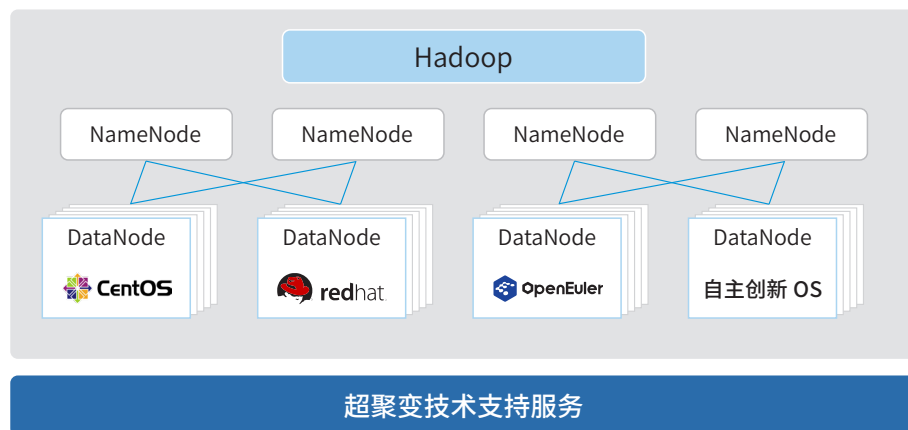 Hadoop
NameNode NameNode NameNode NameNode
DataNode DataNode DataNode DataNode
CentOS redhat. OpenEuler 自主创新 OS
超聚变技术支持服务